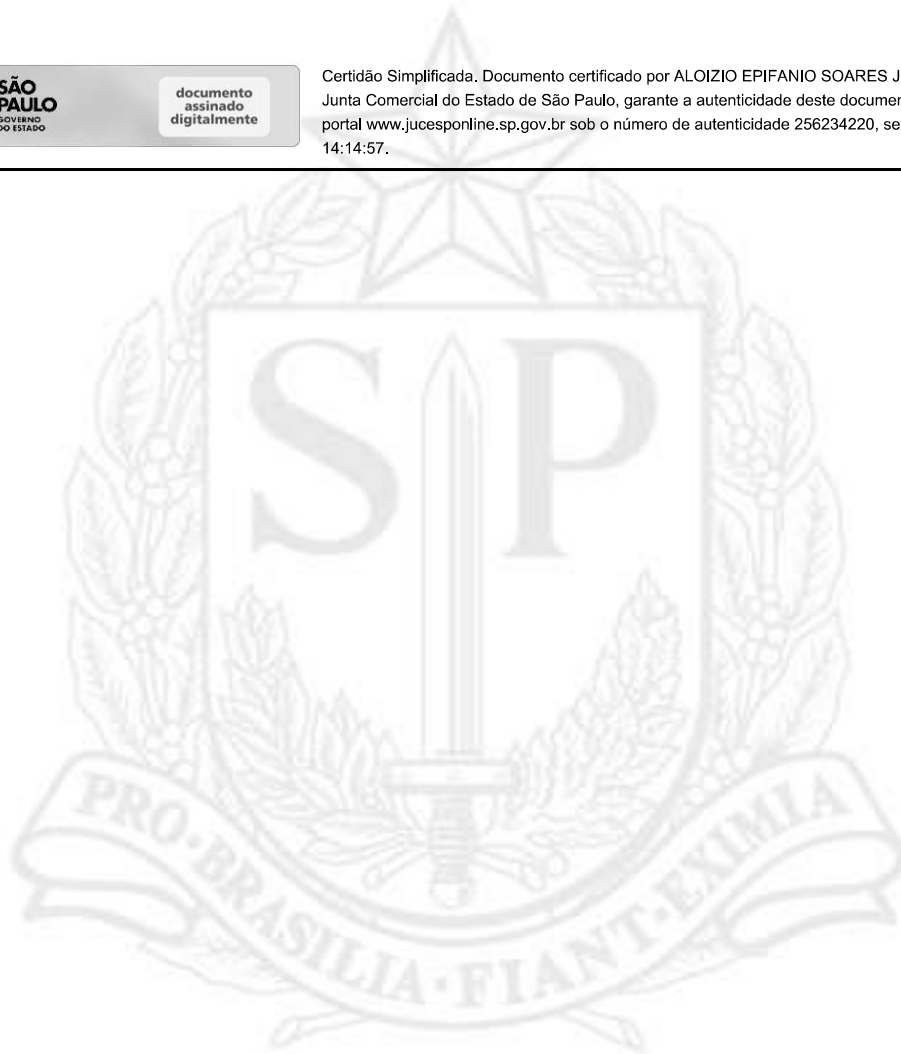 SÃO
PAULO
GOVERNO
DO ESTADO
documento
assinado
digitalmente
Certidão Simplificada. Documento certificado por ALOIZIO EPIFANIO SOARES J
Junta Comercial do Estado de São Paulo, garante a autenticidade deste documen
portal www.jucesponline.sp.gov.br sob o número de autenticidade 256234220, se
14:14:57.
SP
PRO·BRASILIA·FIANT·EXIMIA